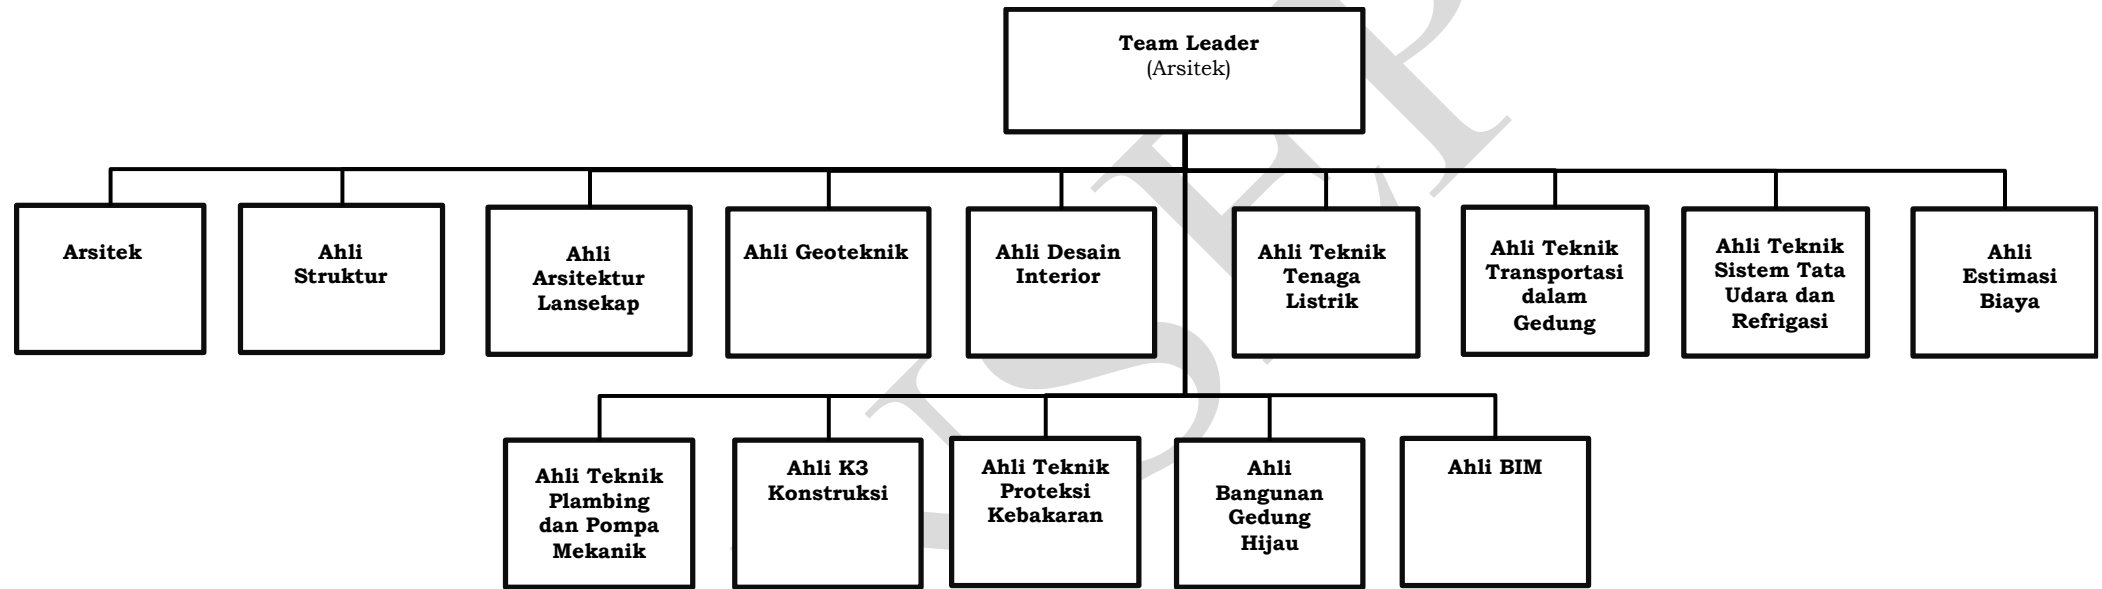 Team Leader
(Arsitek)
Arsitek
Ahli
Struktur
Ahli
Arsitektur
Lansekap
Ahli Geoteknik
Ahli Desain
Interior
Ahli Teknik
Tenaga
Listrik
Ahli Teknik
Transportasi
dalam
Gedung
Ahli Teknik
Sistem Tata
Udara dan
Refrigasi
Ahli
Estimasi
Biaya
Ahli Teknik
Plambing
dan Pompa
Mekanik
Ahli K3
Konstruksi
Ahli Teknik
Proteksi
Kebakaran
Ahli
Bangunan
Gedung
Hijau
Ahli BIM